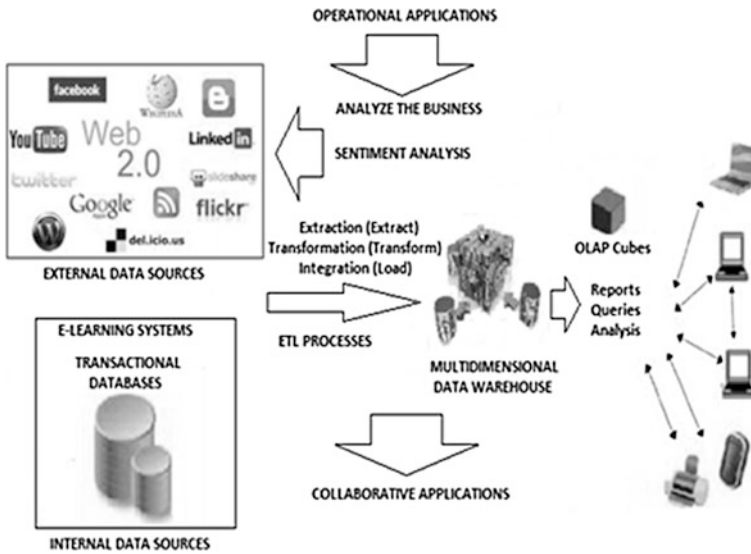 OPERATIONAL APPLICATIONS
ANALYZE THE BUSINESS
SENTIMENT ANALYSIS
facebook
WIKIPEDIA
YouTube
Web
2.0
Linked in
twitter
slideshare
Google
flickr
del.icio.us
EXTERNAL DATA SOURCES
Extraction (Extract)
Transformation (Transform)
Integration (Load)
ETL PROCESSES
OLAP Cubes
Reports
Queries
Analysis
MULTIDIMENSIONAL
DATA WAREHOUSE
E-LEARNING SYSTEMS
TRANSACTIONAL
DATABASES
INTERNAL DATA SOURCES
COLLABORATIVE APPLICATIONS